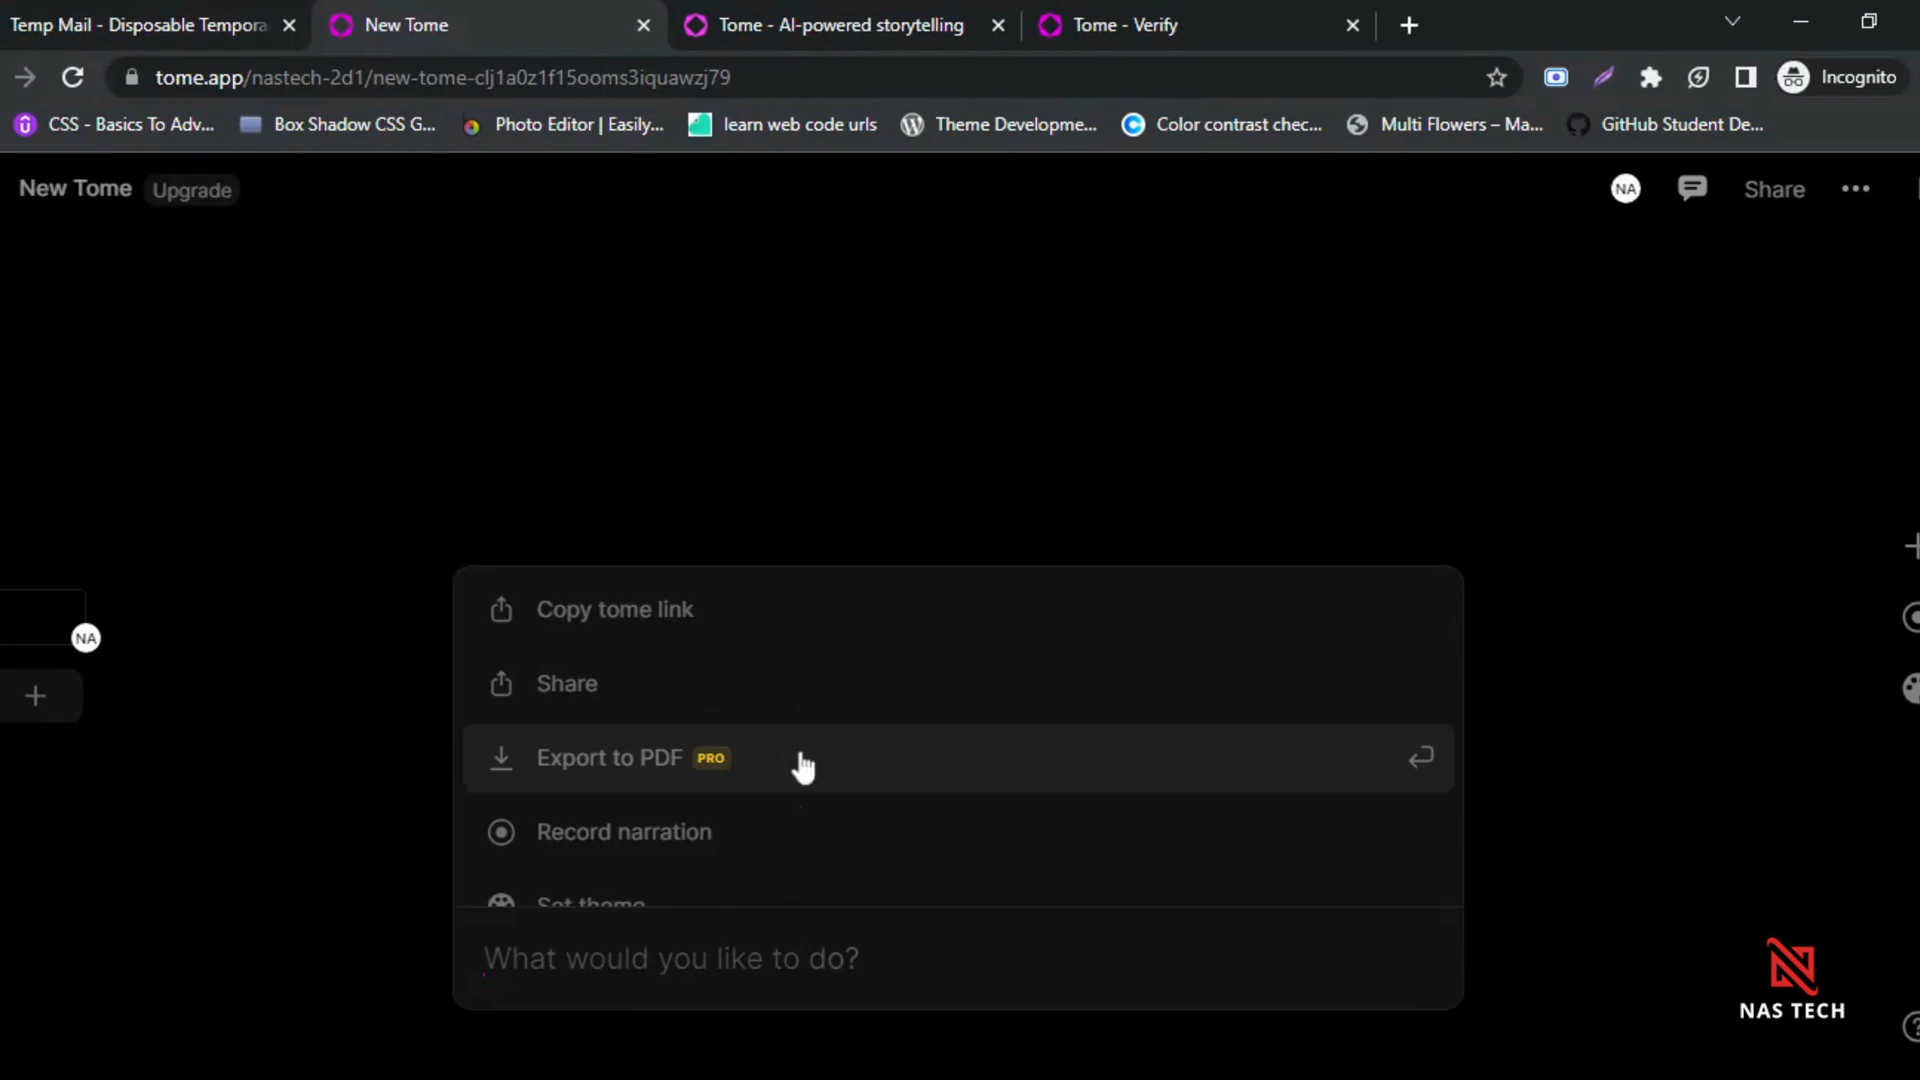 Temp Mail - Disposable Tempora
New Tome
Tome - AI-powered storytelling
Tome - Verify
tome.app/nastech-2d1/new-tome-clj1a0z1f15ooms3iquawzj79
Incognito
CSS - Basics To Adv...
Box Shadow CSS G...
Photo Editor | Easily...
learn web code urls
Theme Developme...
Color contrast chec...
Multi Flowers – Ma...
GitHub Student De...
New Tome
Upgrade
NA
Share
Copy tome link
NA
Share
Export to PDF PRO
Record narration
Set theme
What would you like to do?
NAS TECH